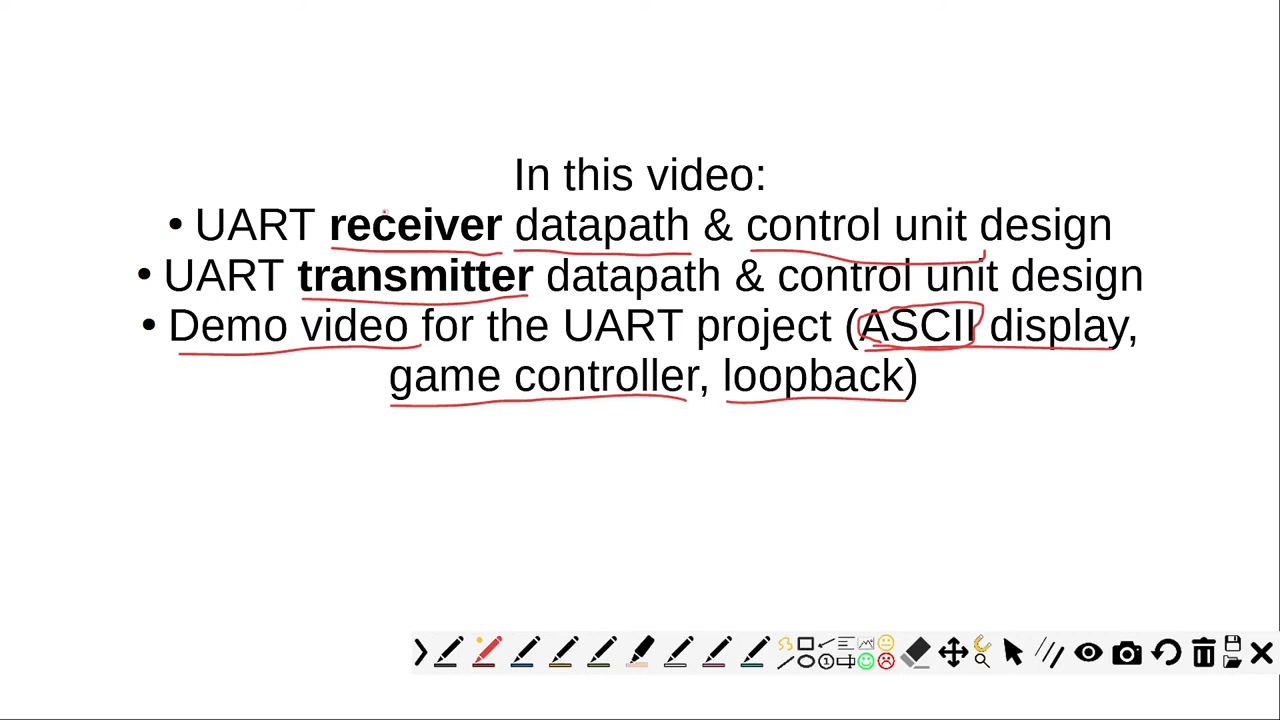 In this video:
• UART receiver datapath & control unit design
• UART transmitter datapath & control unit design
• Demo video for the UART project (ASCII display,
game controller, loopback)